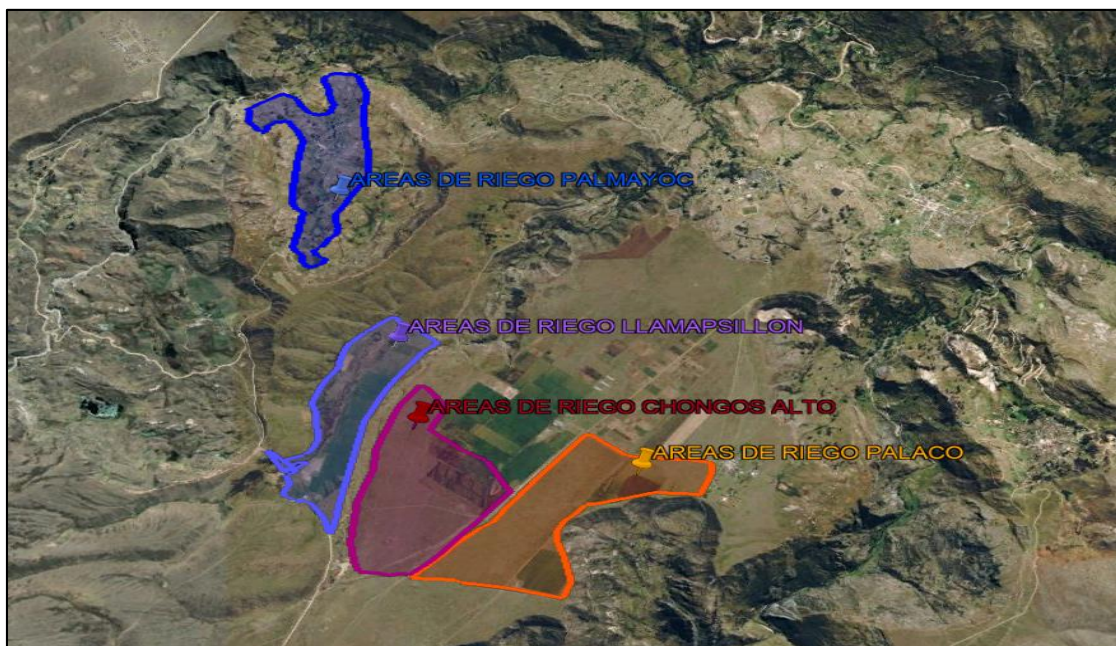 AREAS DE RIEGO PALMAYOC
AREAS DE RIEGO LLAMAPSILLON
AREAS DE RIEGO CHONGOS ALTO
AREAS DE RIEGO PALACO